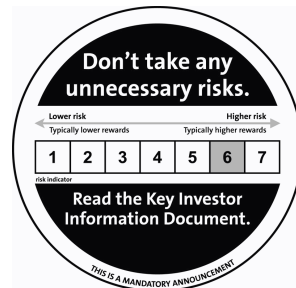 Don't take any
unnecessary risks.
Lower risk Higher risk
Typically lower rewards Typically higher rewards
1 2 3 4 5 6 7
risk indicator
Read the Key Investor
Information Document.
THIS IS A MANDATORY ANNOUNCEMENT